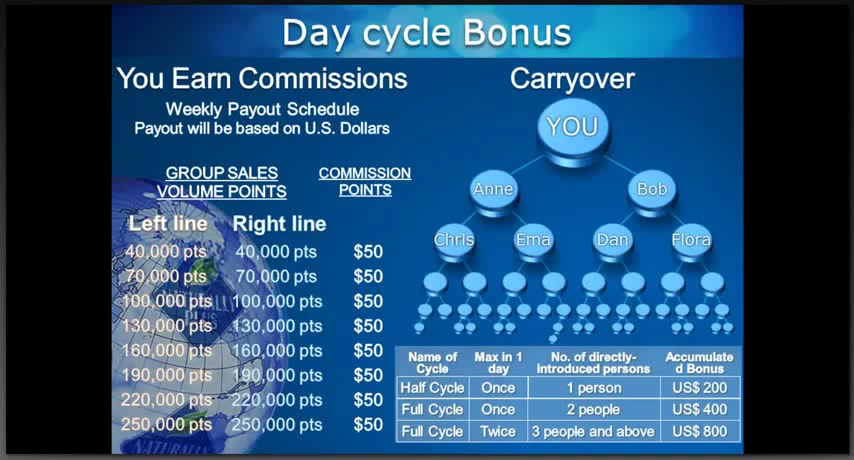 Day cycle Bonus
You Earn Commissions
Weekly Payout Schedule
Payout will be based on U.S. Dollars
GROUP SALES
VOLUME POINTS
COMMISSION
POINTS
Left line Right line
40,000 pts 40,000 pts $50
70,000 pts 70,000 pts $50
100,000 pts 100,000 pts $50
130,000 pts 130,000 pts $50
160,000 pts 160,000 pts $50
190,000 pts 190,000 pts $50
220,000 pts 220,000 pts $50
250,000 pts 250,000 pts $50
NATURALLY
PLUS
NATURALLY
Carryover
YOU
Anne Bob
Chris Ema Dan Flora
Name of
Cycle
Max in 1
day
No. of directly-
introduced persons
Accumulate
d Bonus
Half Cycle Once 1 person US$ 200
Full Cycle Once 2 people US$ 400
Full Cycle Twice 3 people and above US$ 800